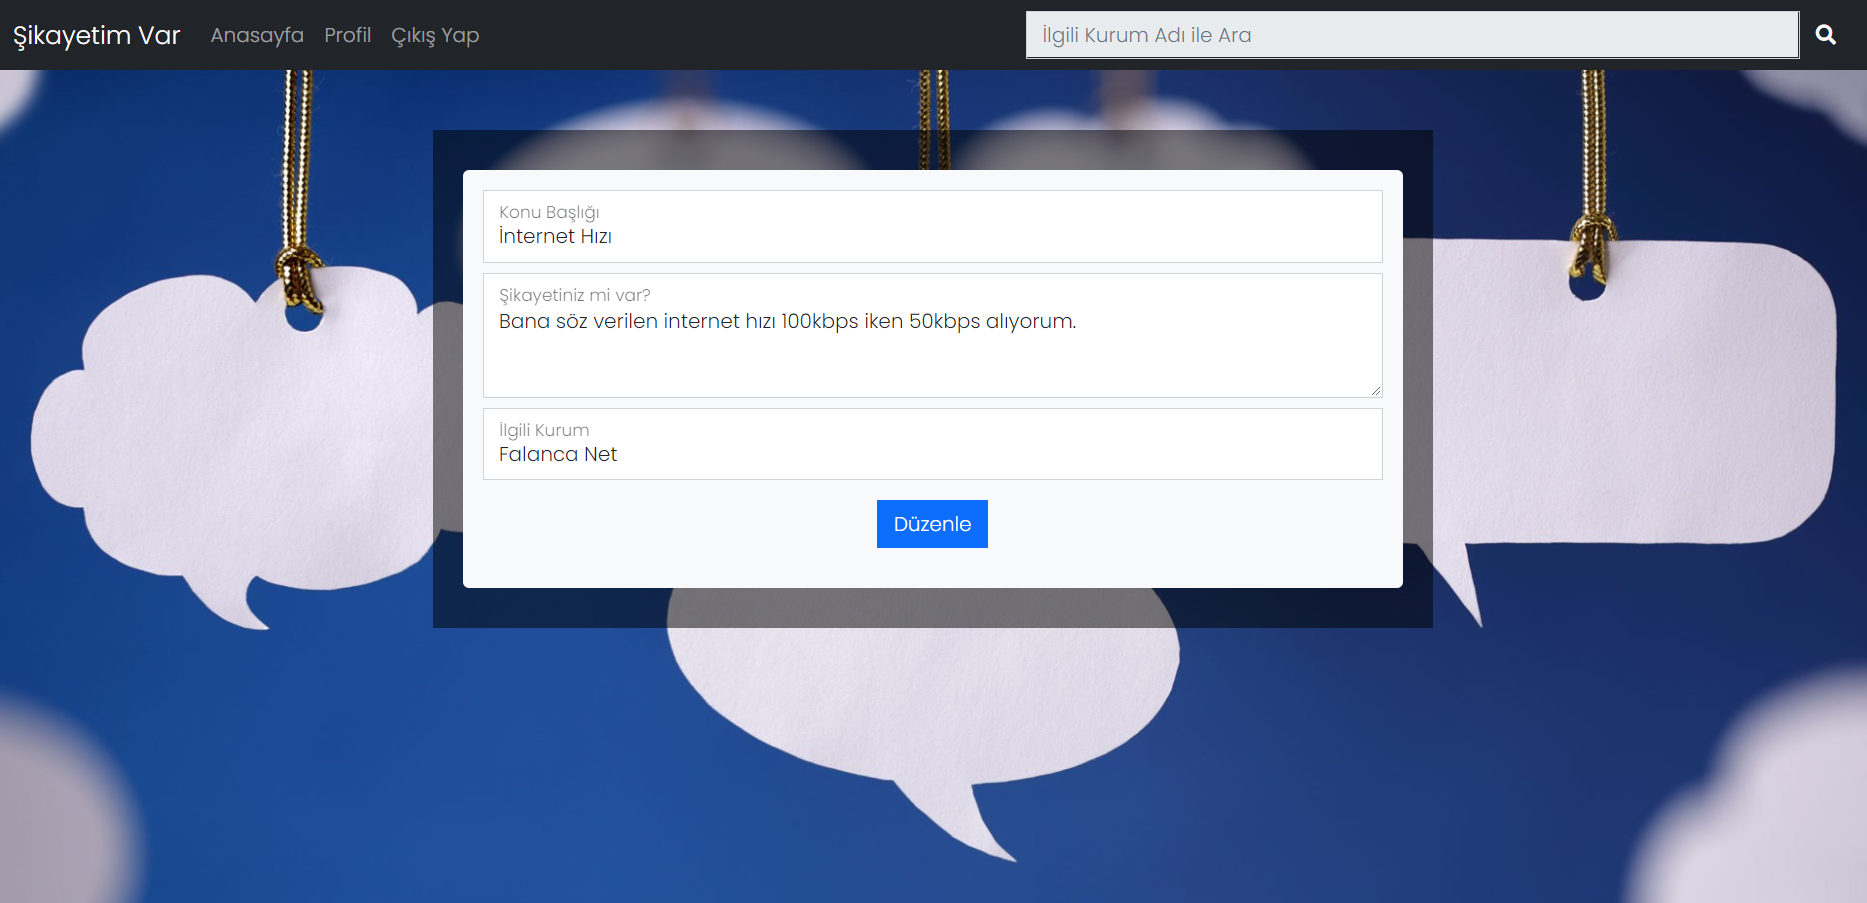 Şikayetim Var Anasayfa Profil Çıkış Yap İlgili Kurum Adı ile Ara
Konu Başlığı
İnternet Hızı
Şikayetiniz mi var?
Bana söz verilen internet hızı 100kbps iken 50kbps alıyorum.
İlgili Kurum
Falanca Net
Düzenle